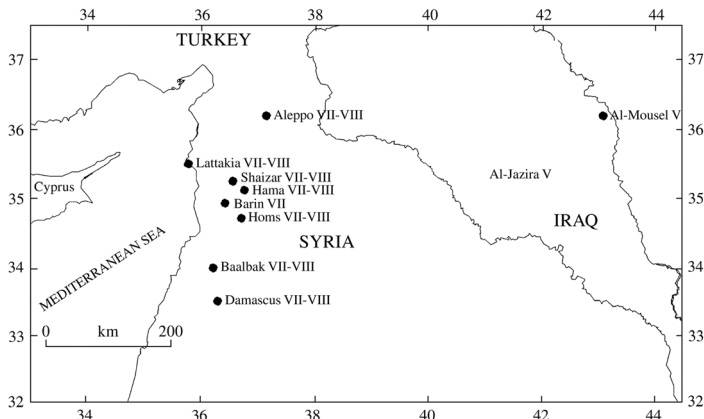 34 36 38 40 42 44
TURKEY
37 37
Aleppo VII-VIII
Al-Mousel V
36 36
Lattakia VII-VIII
Shaizar VII-VIII
Al-Jazira V
Cyprus
Hama VII-VIII
35 35
Barin VII
Homs VII-VIII
IRAQ
SYRIA
MEDITERRANEAN SEA
34 34
Baalbak VII-VIII
Damascus VII-VIII
0 km 200
33 33
32 32
34 36 38 40 42 44